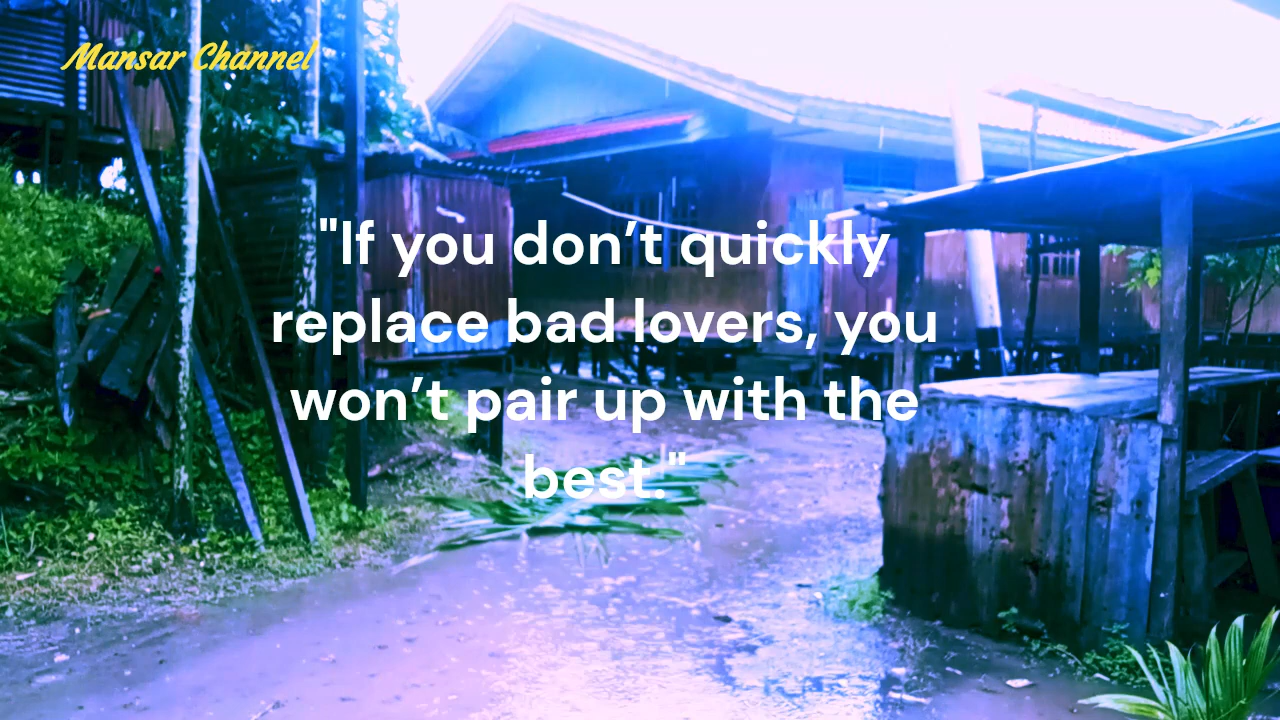 Mansar Channel
"If you don’t quickly
replace bad lovers, you
won’t pair up with the
best."